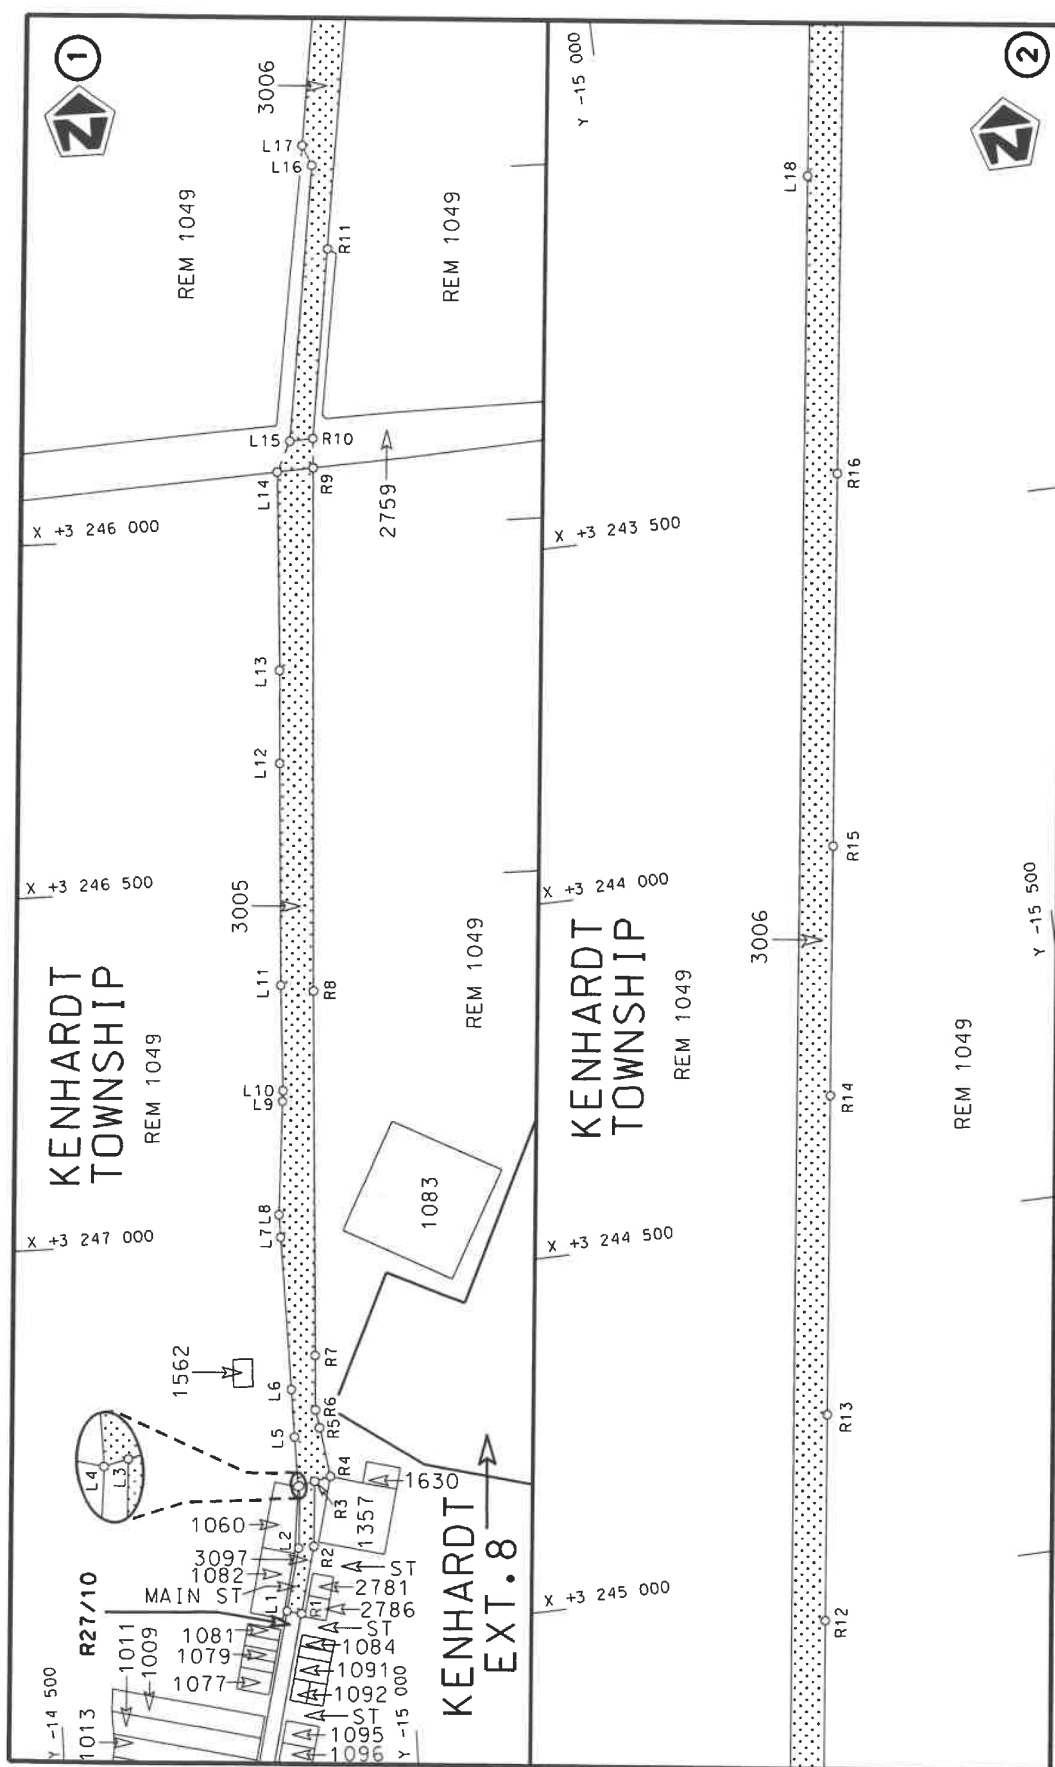 1
N
3006
L17
L16
REM 1049
R11
REM 1049
L15
R10
L14
R9
2759
X +3 246 000
L13
L12
X +3 246 500
3005
L11
R8
KENHARDT
TOWNSHIP
REM 1049
REM 1049
L10
L9
1083
L8
L7
X +3 247 000
1562
R7
L6
R6
R5
L5
L4
L3
R4
R3
1630
1357
1060
L2
R2
3097
1082
MAIN ST
ST
2781
2786
L1
R1
R27/10
1081
1079
1077
ST
1084
1091
1092
ST
1095
1096
1011
1009
1013
Y -14 500
Y -15 000
KENHARDT
EXT.8
2
N
Y -15 000
L18
R16
X +3 243 500
R15
X +3 244 000
3006
KENHARDT
TOWNSHIP
REM 1049
REM 1049
Y -15 500
R14
X +3 244 500
R13
X +3 245 000
R12